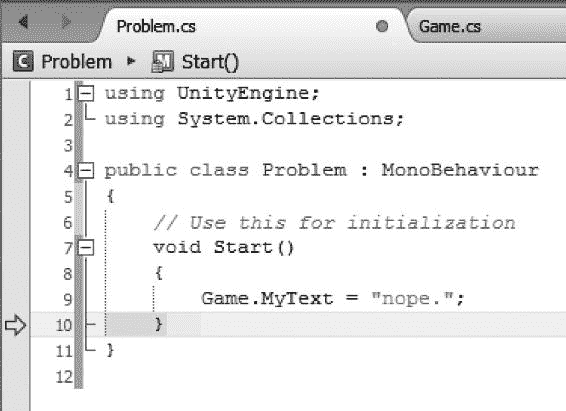 Problem.cs
Game.cs
C Problem ▸ M Start()
1 using UnityEngine;
2 using System.Collections;
3
4 public class Problem : MonoBehaviour
5 {
6 // Use this for initialization
7 void Start()
8 {
9 Game.MyText = "nope.";
10 }
11 }
12